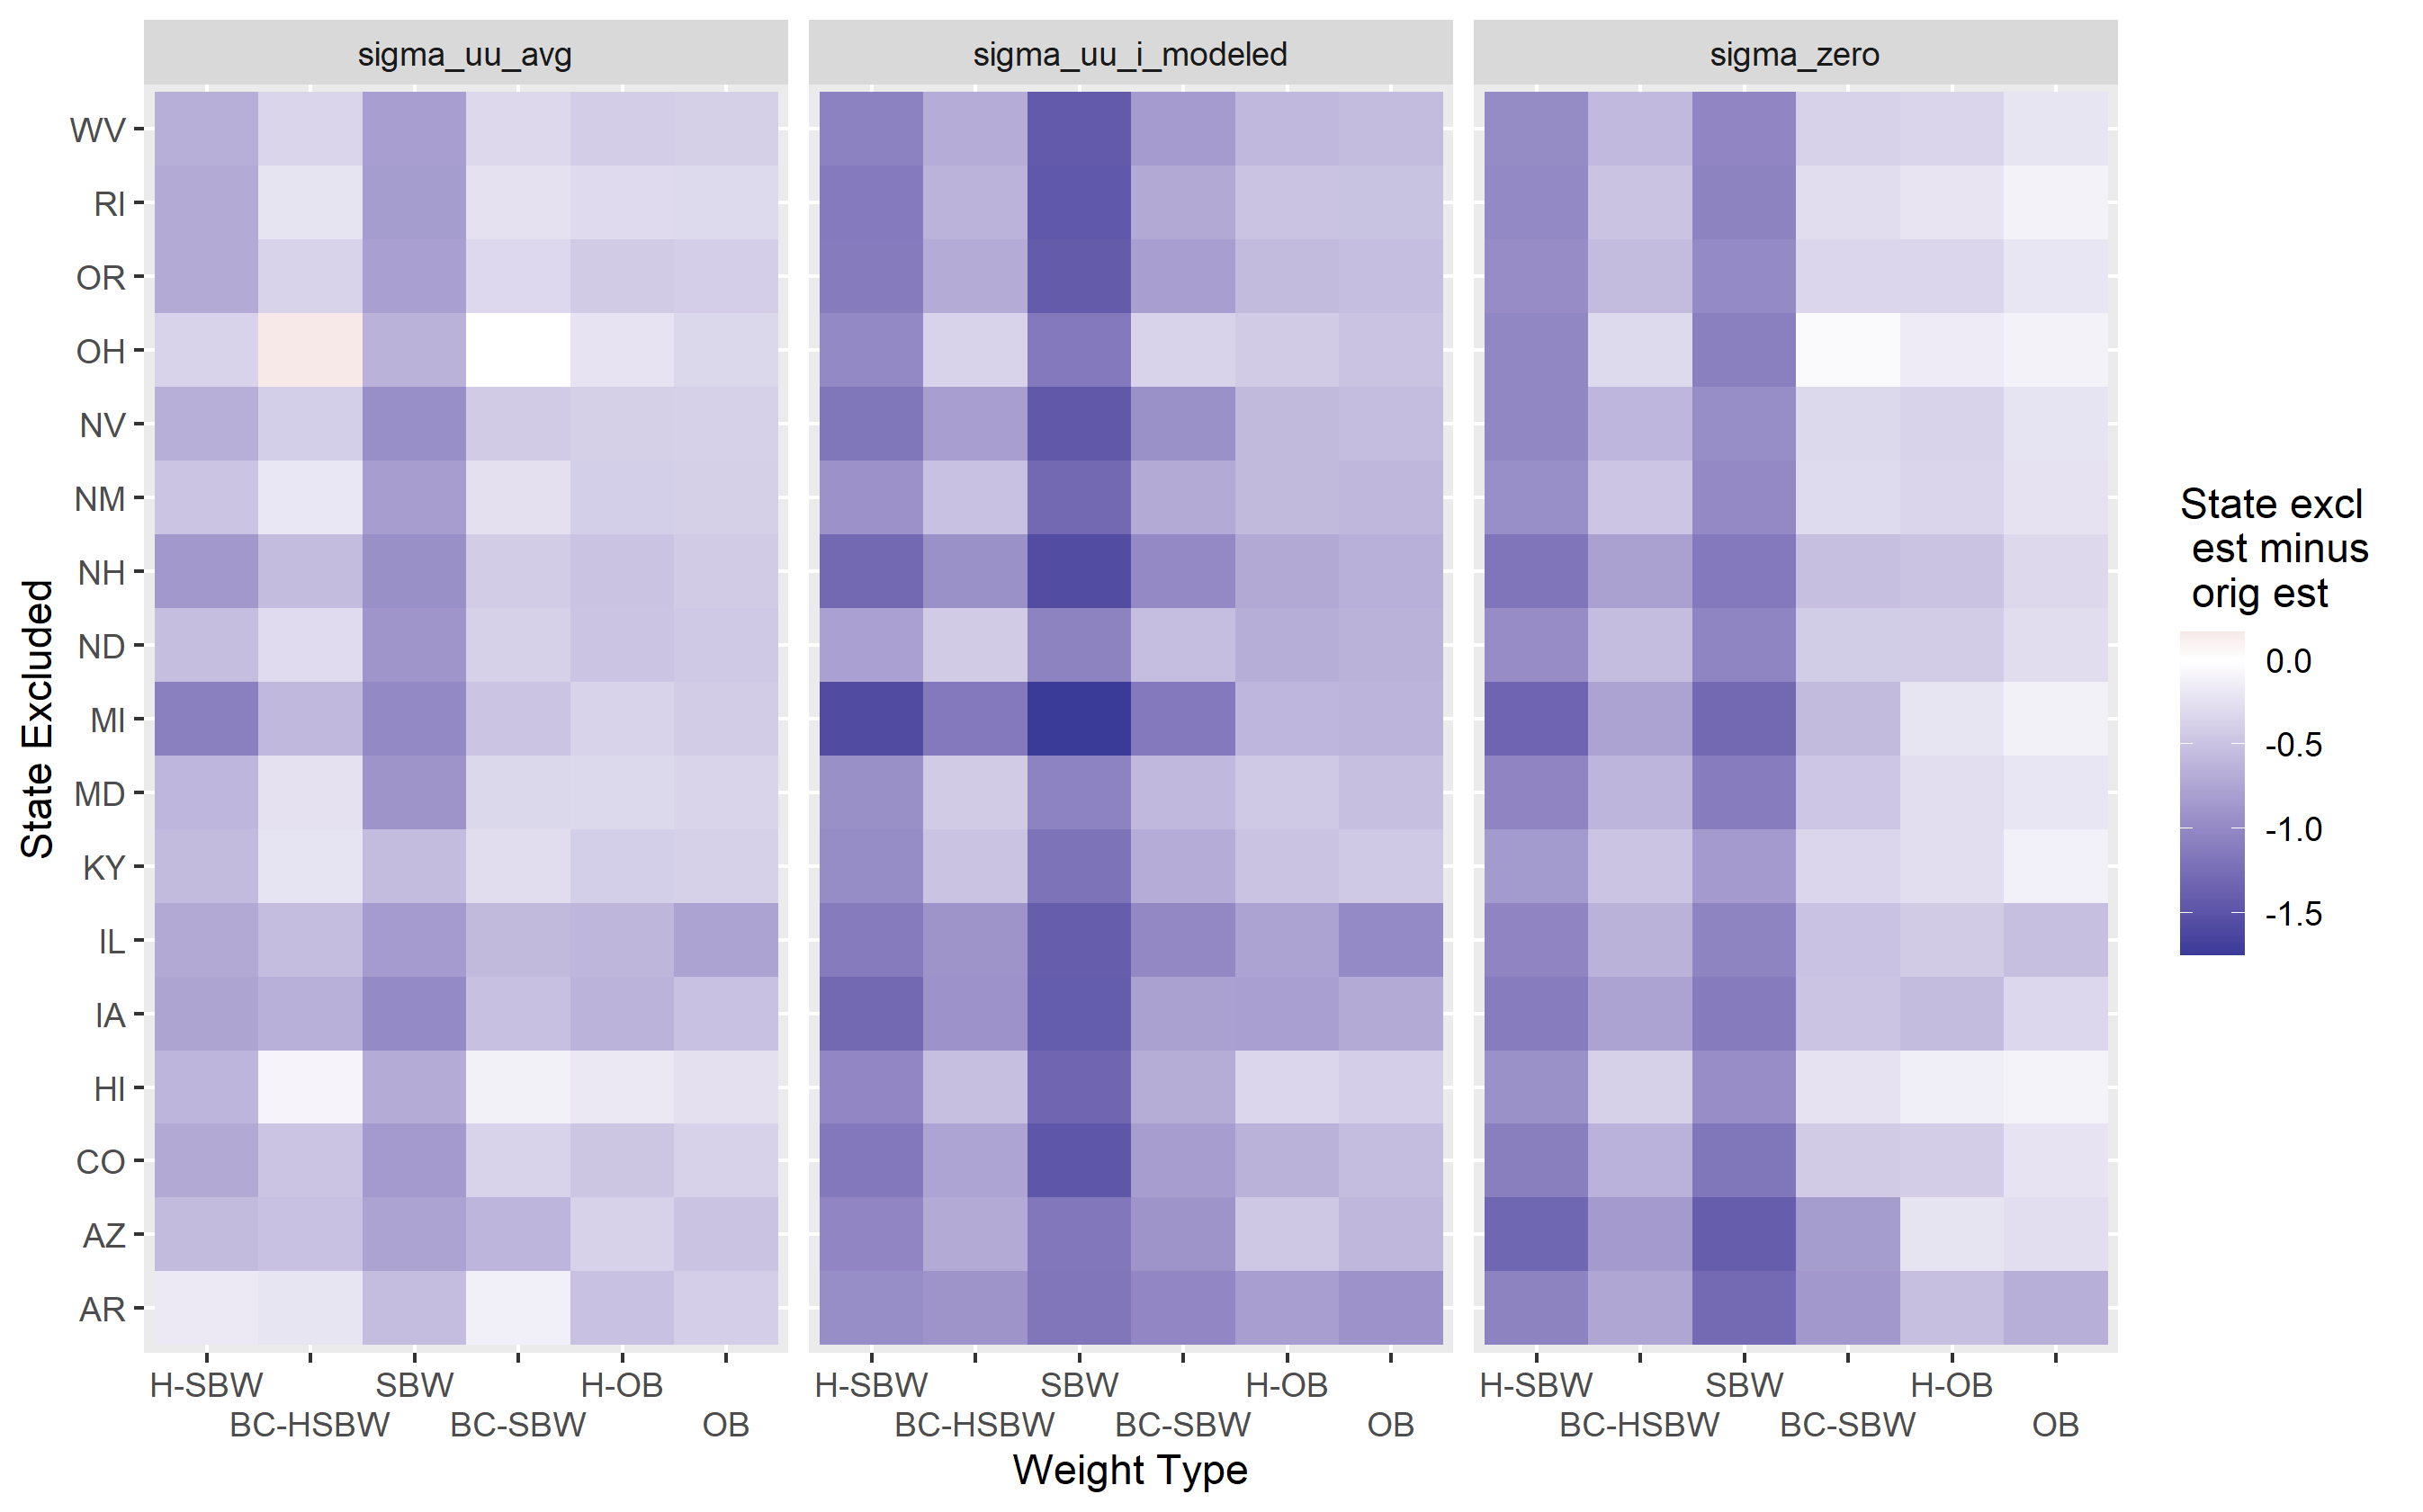 sigma_uu_avg sigma_uu_i_modeled sigma_zero
State Excluded
WV
RI
OR
OH
NV
NM
NH
ND
MI
MD
KY
IL
IA
HI
CO
AZ
AR
H-SBW SBW H-OB H-SBW SBW H-OB H-SBW SBW H-OB
BC-HSBW BC-SBW OB BC-HSBW BC-SBW OB BC-HSBW BC-SBW OB
Weight Type
State excl
est minus
orig est
0.0
-0.5
-1.0
-1.5